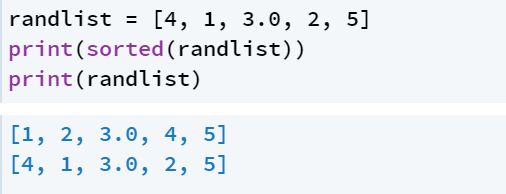 randlist = [4, 1, 3.0, 2, 5]
print(sorted(randlist))
print(randlist)
[1, 2, 3.0, 4, 5]
[4, 1, 3.0, 2, 5]